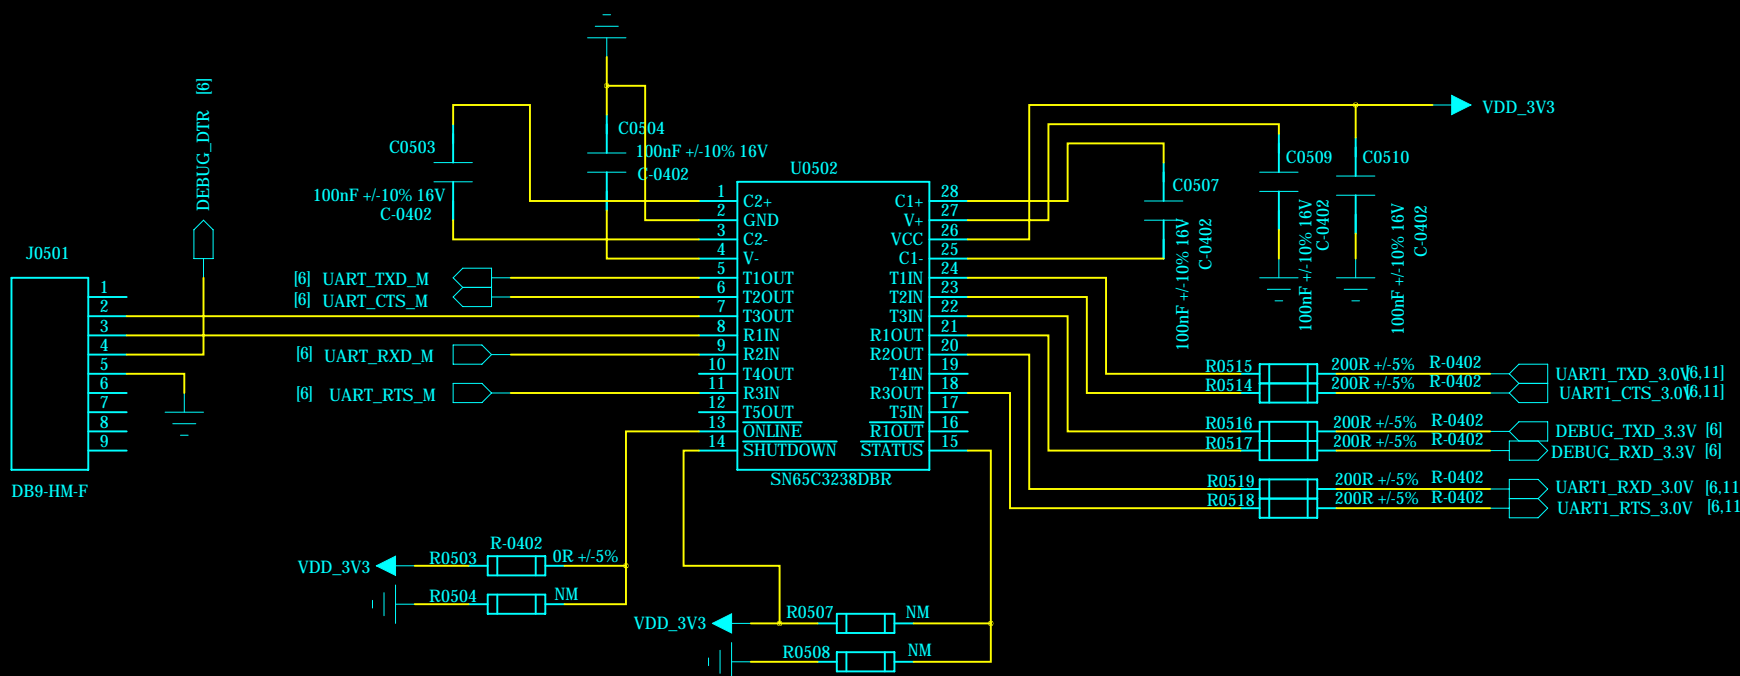 DEBUG_DTR [6]
C0503
100nF +/-10% 16V
C-0402
C0504
100nF +/-10% 16V
C-0402
U0502
VDD_3V3
C0509
100nF +/-10% 16V
C-0402
C0510
100nF +/-10% 16V
C-0402
C0507
100nF +/-10% 16V
C-0402
J0501
1
2
3
4
5
6
7
8
9
DB9-HM-F
[6] UART_TXD_M
[6] UART_CTS_M
[6] UART_RXD_M
[6] UART_RTS_M
1 C2+ C1+ 28
2 GND V+ 27
3 C2- VCC 26
4 V- C1- 25
5 T1OUT T1IN 24
6 T2OUT T2IN 23
7 T3OUT T3IN 22
8 R1IN R1OUT 21
9 R2IN R2OUT 20
10 T4OUT T4IN 19
11 R3IN R3OUT 18
12 T5OUT T5IN 17
13 ONLINE R1OUT 16
14 SHUTDOWN STATUS 15
SN65C3238DBR
R0515 200R +/-5% R-0402 UART1_TXD_3.0V [6,11]
R0514 200R +/-5% R-0402 UART1_CTS_3.0V [6,11]
R0516 200R +/-5% R-0402 DEBUG_TXD_3.3V [6]
R0517 200R +/-5% R-0402 DEBUG_RXD_3.3V [6]
R0519 200R +/-5% R-0402 UART1_RXD_3.0V [6,11
R0518 200R +/-5% R-0402 UART1_RTS_3.0V [6,11
R-0402
VDD_3V3 R0503 0R +/-5%
R0504 NM
VDD_3V3 R0507 NM
R0508 NM